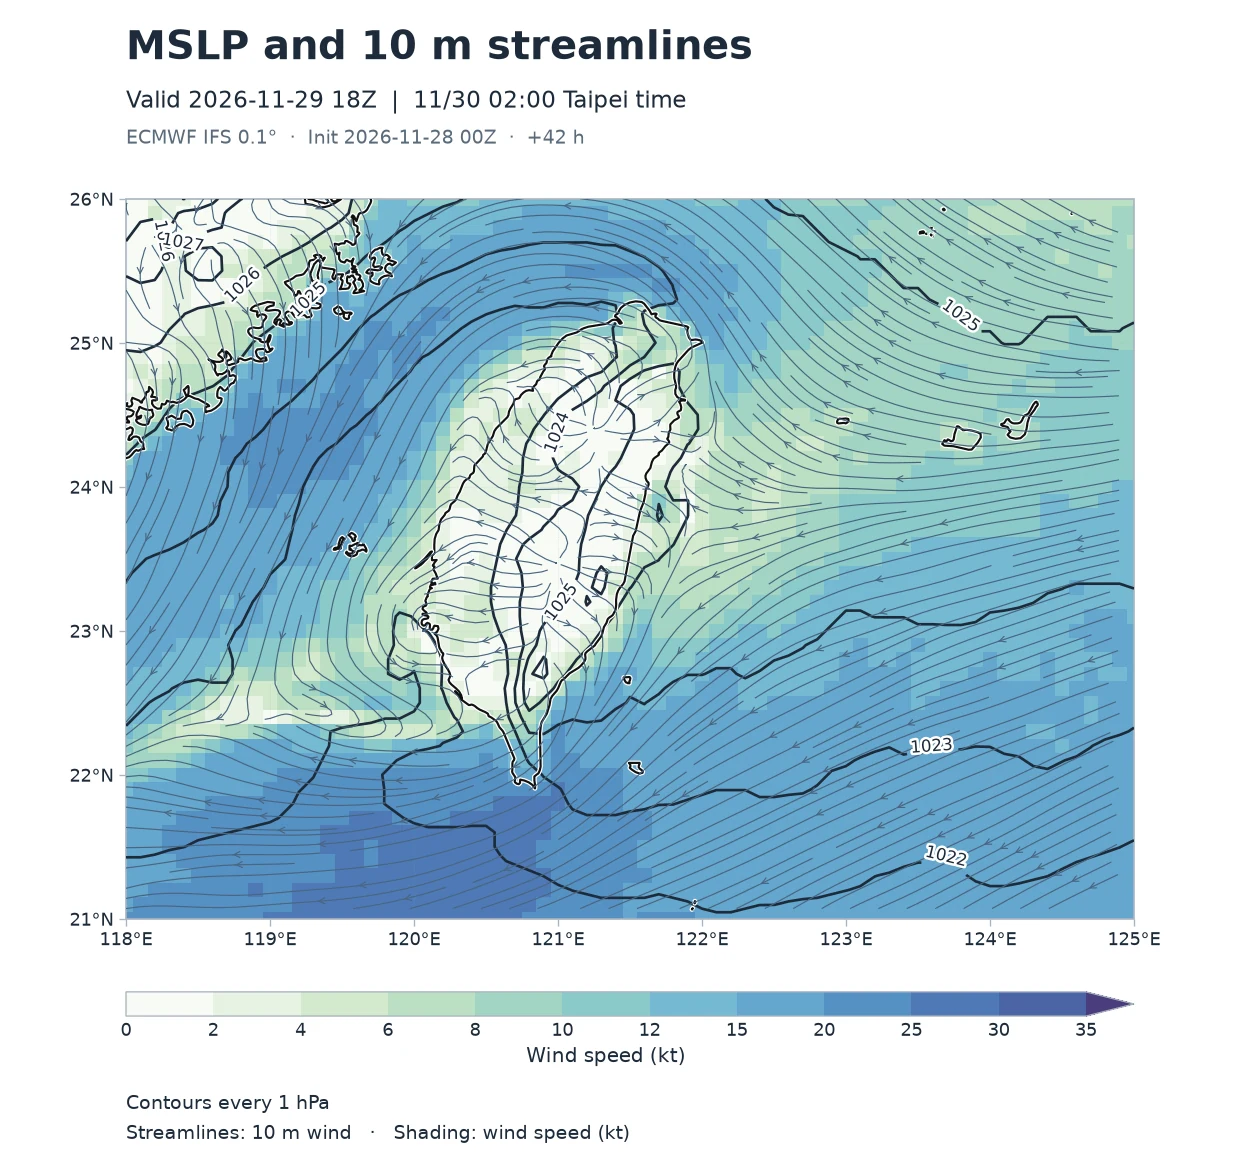 MSLP and 10 m streamlines
Valid 2026-11-29 18Z | 11/30 02:00 Taipei time
ECMWF IFS 0.1° · Init 2026-11-28 00Z · +42 h
26°N
25°N
24°N
23°N
22°N
21°N
1026
1027
1026
1025
1025
1024
1025
1023
1022
118°E 119°E 120°E 121°E 122°E 123°E 124°E 125°E
0 2 4 6 8 10 12 15 20 25 30 35
Wind speed (kt)
Contours every 1 hPa
Streamlines: 10 m wind · Shading: wind speed (kt)